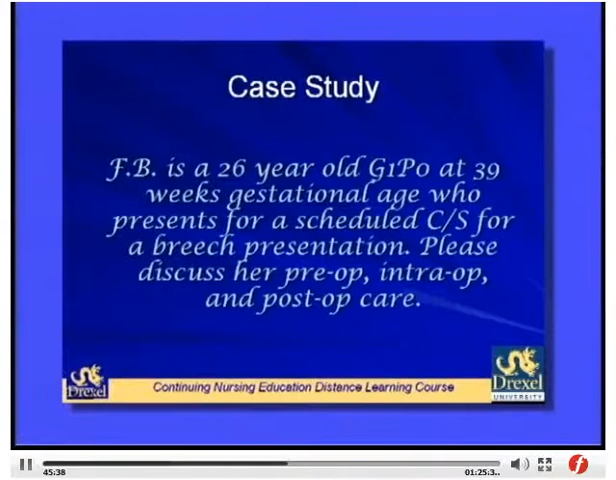 Case Study
F.B. is a 26 year old G1P0 at 39
weeks gestational age who
presents for a scheduled C/S for
a breech presentation. Please
discuss her pre-op, intra-op,
and post-op care.
Drexel
Continuing Nursing Education Distance Learning Course
Drexel
UNIVERSITY
45:38
01:25:3..